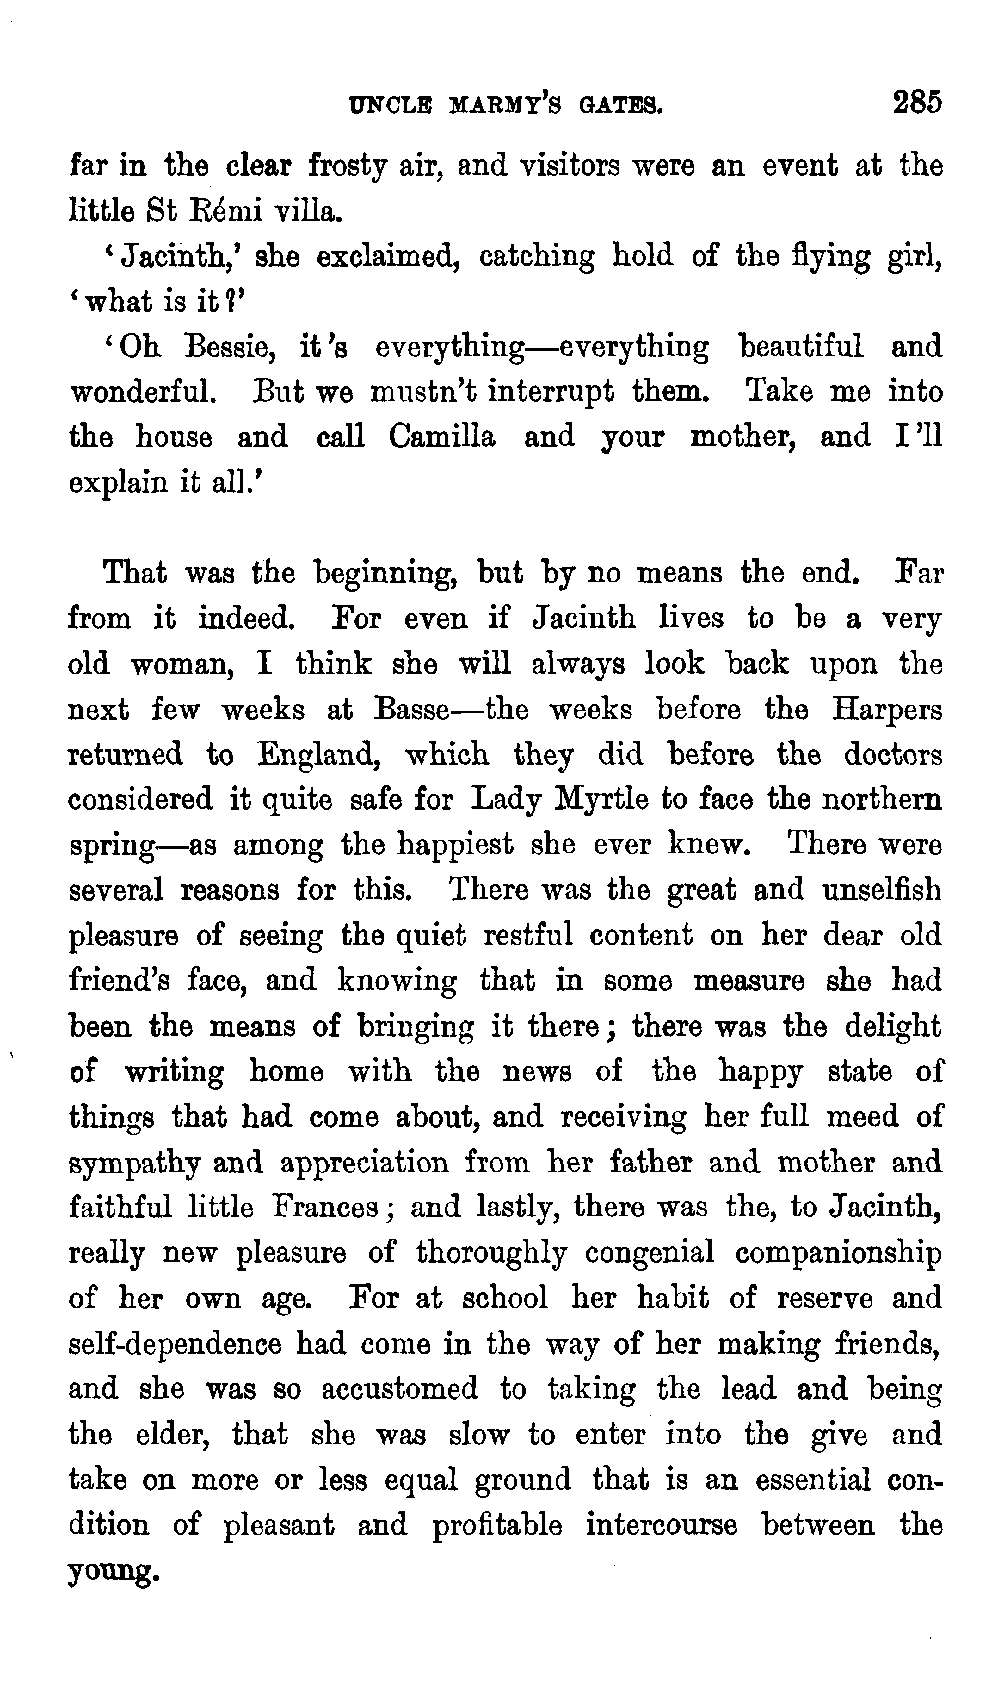 UNCLE MARMY'S GATES. 285
far in the clear frosty air, and visitors were an event at the
little St Rémi villa.
‘Jacinth,’ she exclaimed, catching hold of the flying girl,
‘what is it?’
‘Oh Bessie, it's everything—everything beautiful and
wonderful. But we mustn't interrupt them. Take me into
the house and call Camilla and your mother, and I'll
explain it all.’
That was the beginning, but by no means the end. Far
from it indeed. For even if Jacinth lives to be a very
old woman, I think she will always look back upon the
next few weeks at Basse—the weeks before the Harpers
returned to England, which they did before the doctors
considered it quite safe for Lady Myrtle to face the northern
spring—as among the happiest she ever knew. There were
several reasons for this. There was the great and unselfish
pleasure of seeing the quiet restful content on her dear old
friend's face, and knowing that in some measure she had
been the means of bringing it there; there was the delight
of writing home with the news of the happy state of
things that had come about, and receiving her full meed of
sympathy and appreciation from her father and mother and
faithful little Frances; and lastly, there was the, to Jacinth,
really new pleasure of thoroughly congenial companionship
of her own age. For at school her habit of reserve and
self-dependence had come in the way of her making friends,
and she was so accustomed to taking the lead and being
the elder, that she was slow to enter into the give and
take on more or less equal ground that is an essential con-
dition of pleasant and profitable intercourse between the
young.